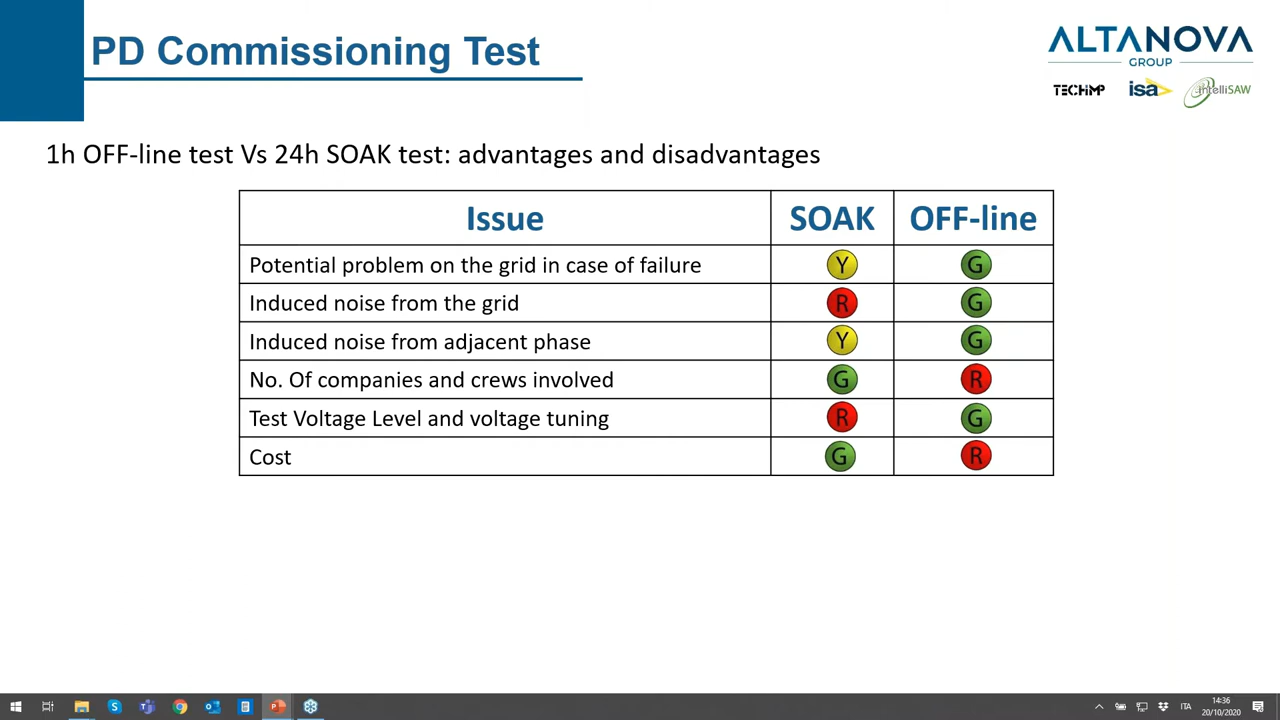 PD Commissioning Test
ALTANOVA
GROUP
TECHIMP isa intelliSAW
1h OFF-line test Vs 24h SOAK test: advantages and disadvantages
Issue SOAK OFF-line
Potential problem on the grid in case of failure Y G
Induced noise from the grid R G
Induced noise from adjacent phase Y G
No. Of companies and crews involved G R
Test Voltage Level and voltage tuning R G
Cost G R
ITA
14:36
20/10/2020